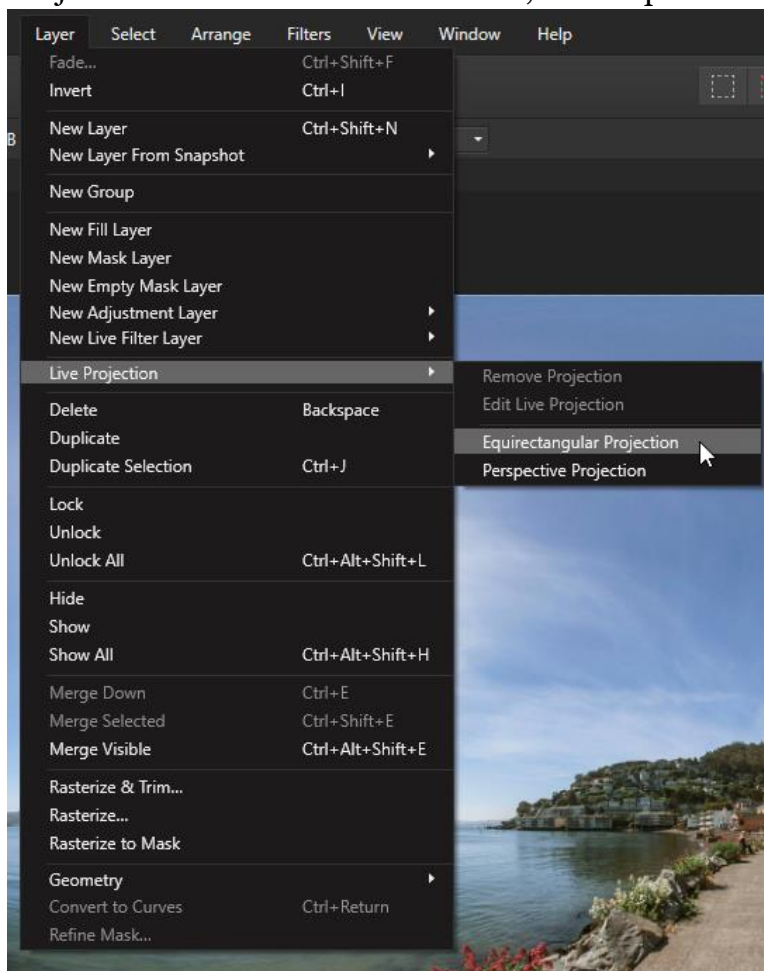 Layer Select Arrange Filters View Window Help
Fade... Ctrl+Shift+F
Invert Ctrl+I
New Layer Ctrl+Shift+N
B
New Layer From Snapshot
New Group
New Fill Layer
New Mask Layer
New Empty Mask Layer
New Adjustment Layer
New Live Filter Layer
Live Projection
Remove Projection
Edit Live Projection
Equirectangular Projection
Perspective Projection
Delete Backspace
Duplicate
Duplicate Selection Ctrl+J
Lock
Unlock
Unlock All Ctrl+Alt+Shift+L
Hide
Show
Show All Ctrl+Alt+Shift+H
Merge Down Ctrl+E
Merge Selected Ctrl+Shift+E
Merge Visible Ctrl+Alt+Shift+E
Rasterize & Trim...
Rasterize...
Rasterize to Mask
Geometry
Convert to Curves Ctrl+Return
Refine Mask...